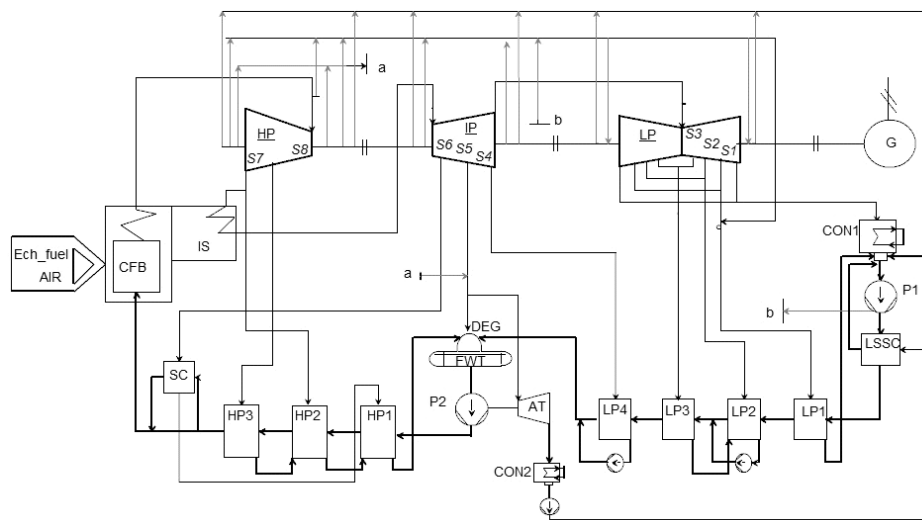 a
HP
S7
S8
S6
IP
S5
S4
b
LP
S3
S2
S1
G
Ech_fuel
AIR
CFB
IS
c
CON1
P1
a
b
DEG
FWT
LSSC
SC
HP3
HP2
HP1
P2
AT
LP4
LP3
LP2
LP1
CON2